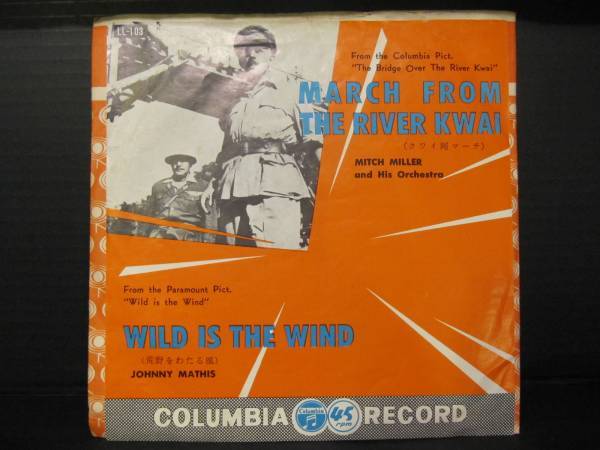 LL-103
From the Columbia Pict.
"The Bridge Over The River Kwai"
MARCH FROM
THE RIVER KWAI
(クワイ河マーチ)
MITCH MILLER
and His Orchestra
From the Paramount Pict.
"Wild is the Wind"
WILD IS THE WIND
(荒野をわたる風)
JOHNNY MATHIS
COLUMBIA Columbia 45 rpm RECORD